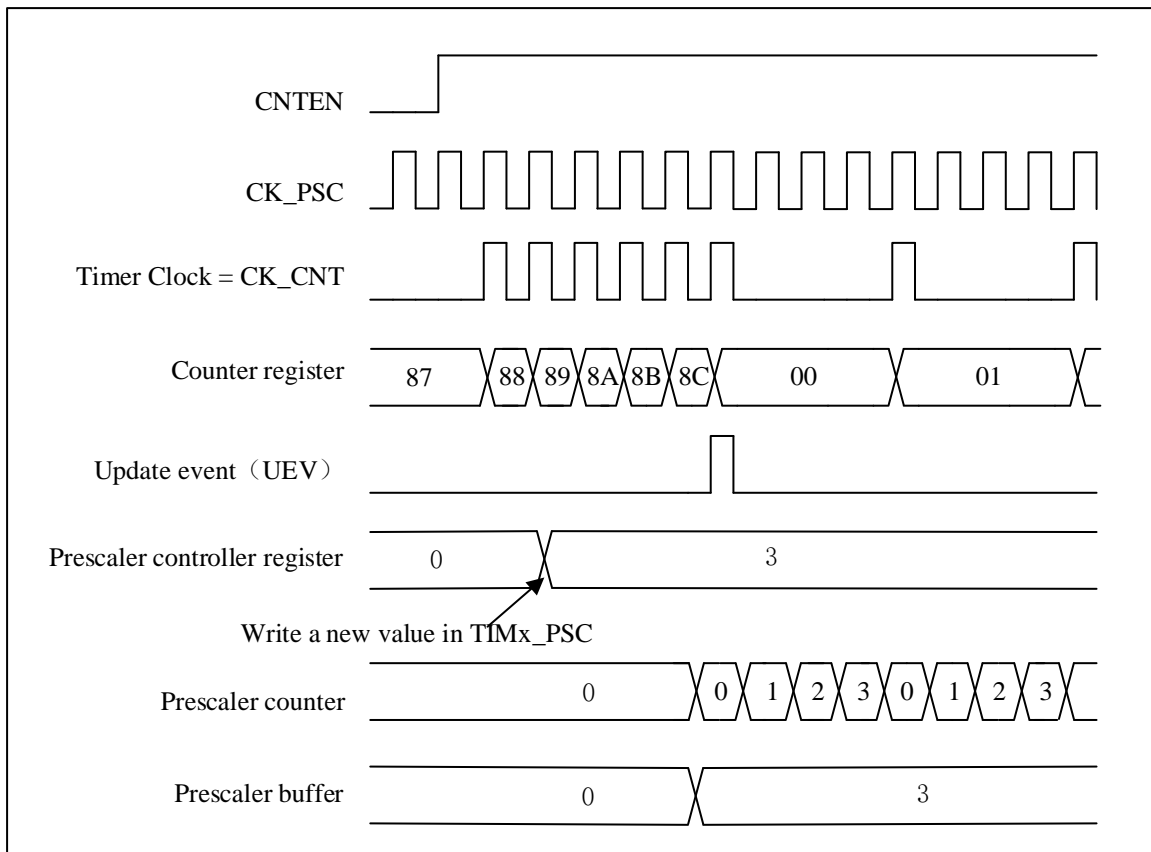 CNTEN
CK_PSC
Timer Clock = CK_CNT
Counter register 87 88 89 8A 8B 8C 00 01
Update event（UEV）
Prescaler controller register 0 3
Write a new value in TIMx_PSC
Prescaler counter 0 0 1 2 3 0 1 2 3
Prescaler buffer 0 3